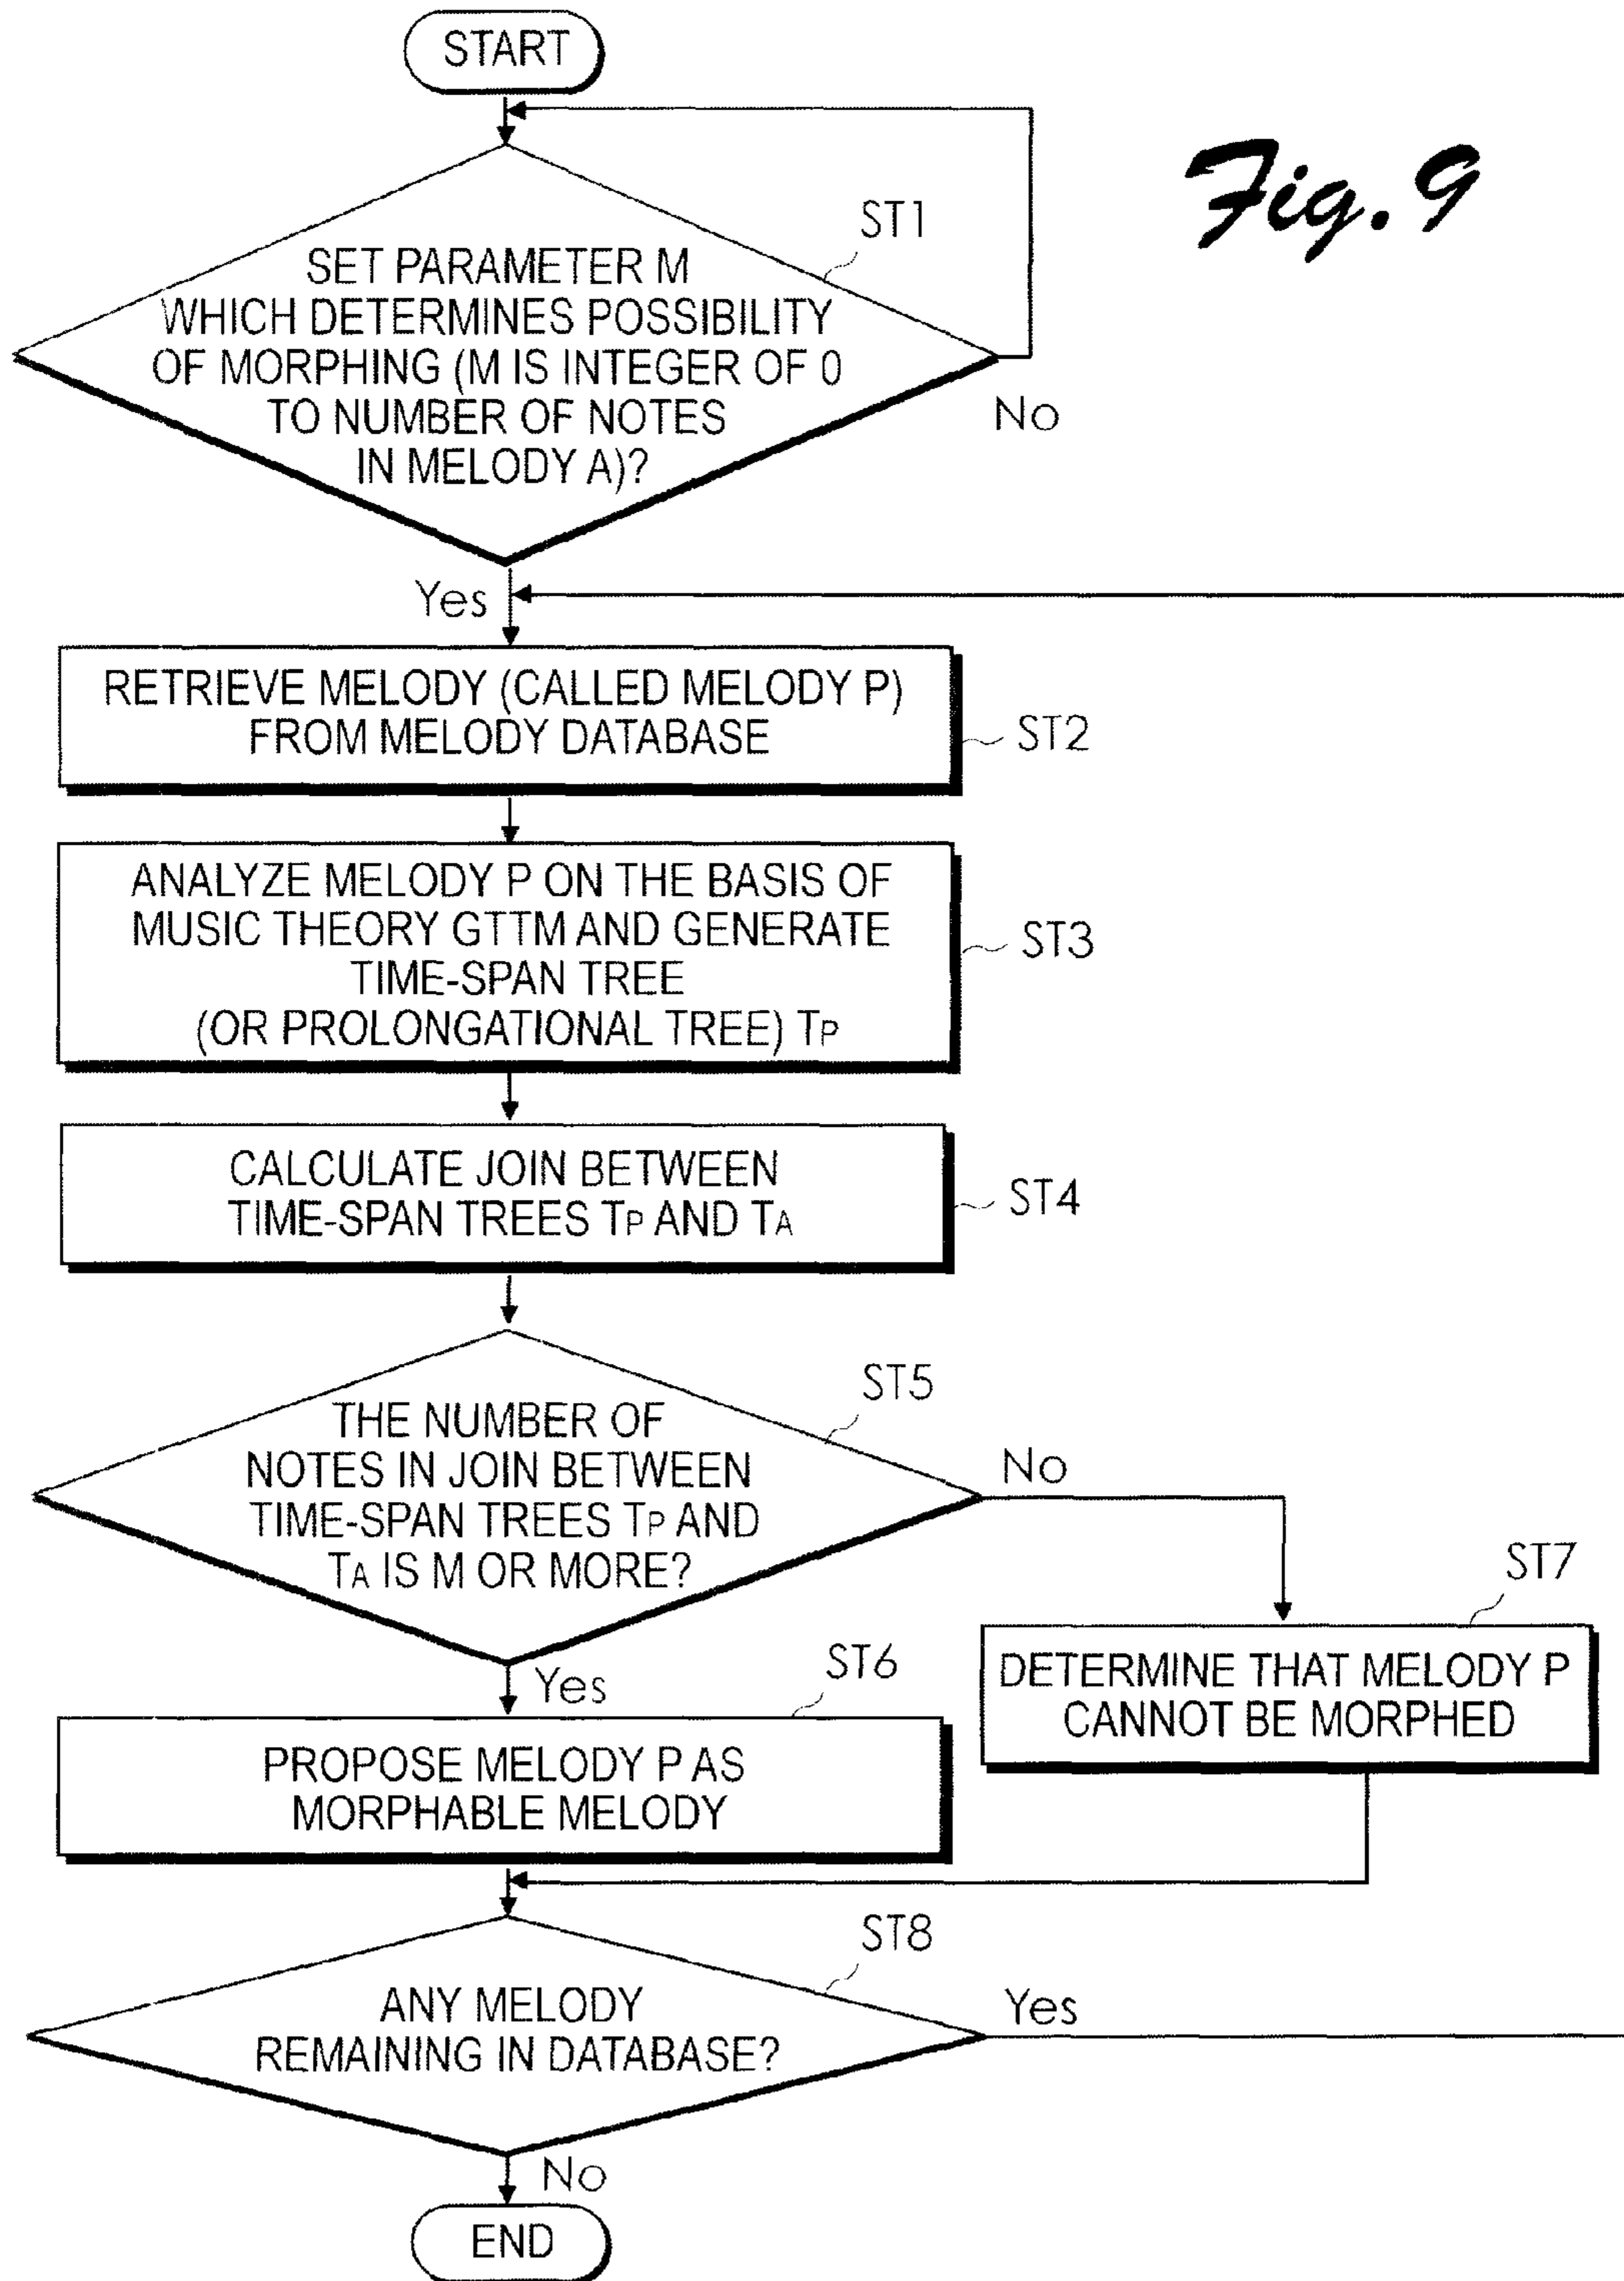 START
Fig. 9
ST1
SET PARAMETER M
WHICH DETERMINES POSSIBILITY
OF MORPHING (M IS INTEGER OF 0
TO NUMBER OF NOTES
IN MELODY A)?
No
Yes
RETRIEVE MELODY (CALLED MELODY P)
FROM MELODY DATABASE
ST2
ANALYZE MELODY P ON THE BASIS OF
MUSIC THEORY GTTM AND GENERATE
TIME-SPAN TREE
(OR PROLONGATIONAL TREE) TP
ST3
CALCULATE JOIN BETWEEN
TIME-SPAN TREES TP AND TA
ST4
ST5
THE NUMBER OF
NOTES IN JOIN BETWEEN
TIME-SPAN TREES TP AND
TA IS M OR MORE?
No
Yes
ST7
DETERMINE THAT MELODY P
CANNOT BE MORPHED
ST6
PROPOSE MELODY P AS
MORPHABLE MELODY
ST8
ANY MELODY
REMAINING IN DATABASE?
Yes
No
END